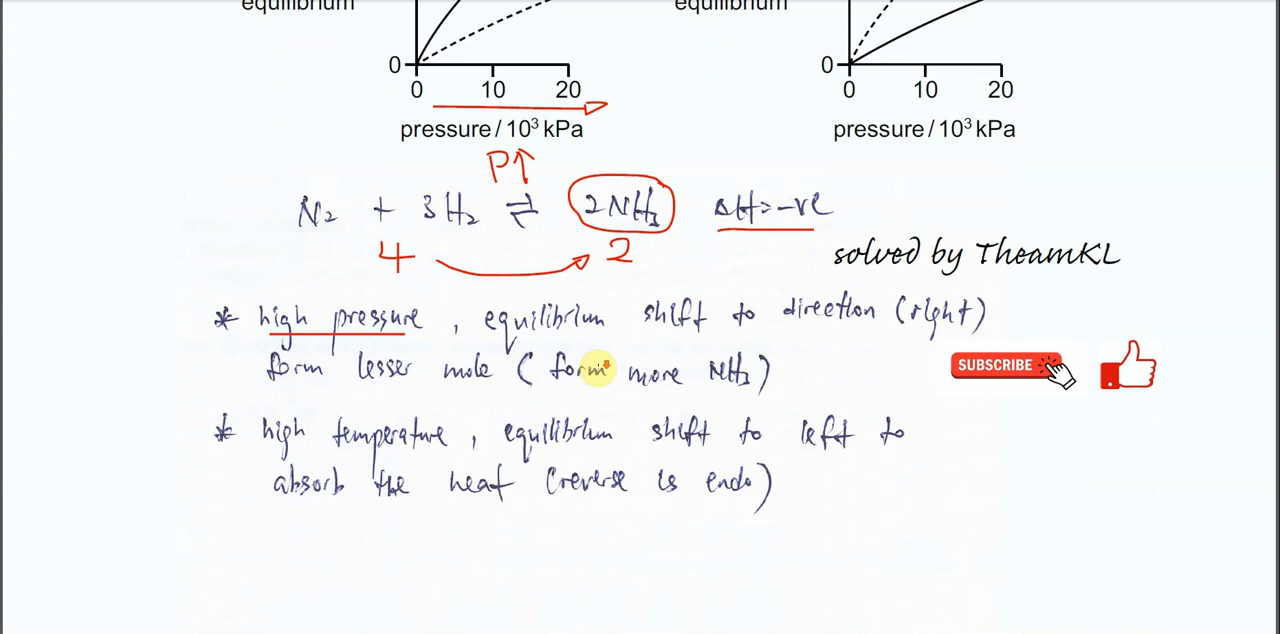 equilibrium equilibrium
0 0
0 10 20 0 10 20
pressure / 10³ kPa pressure / 10³ kPa
P↑
N₂ + 3H₂ ⇌ 2NH₃ ΔH = -ve
4 2
solved by TheamKL
* high pressure, equilibrium shift to direction (right)
form lesser mole (form more NH₃)
SUBSCRIBE
* high temperature, equilibrium shift to left to
absorb the heat (reverse is endo)